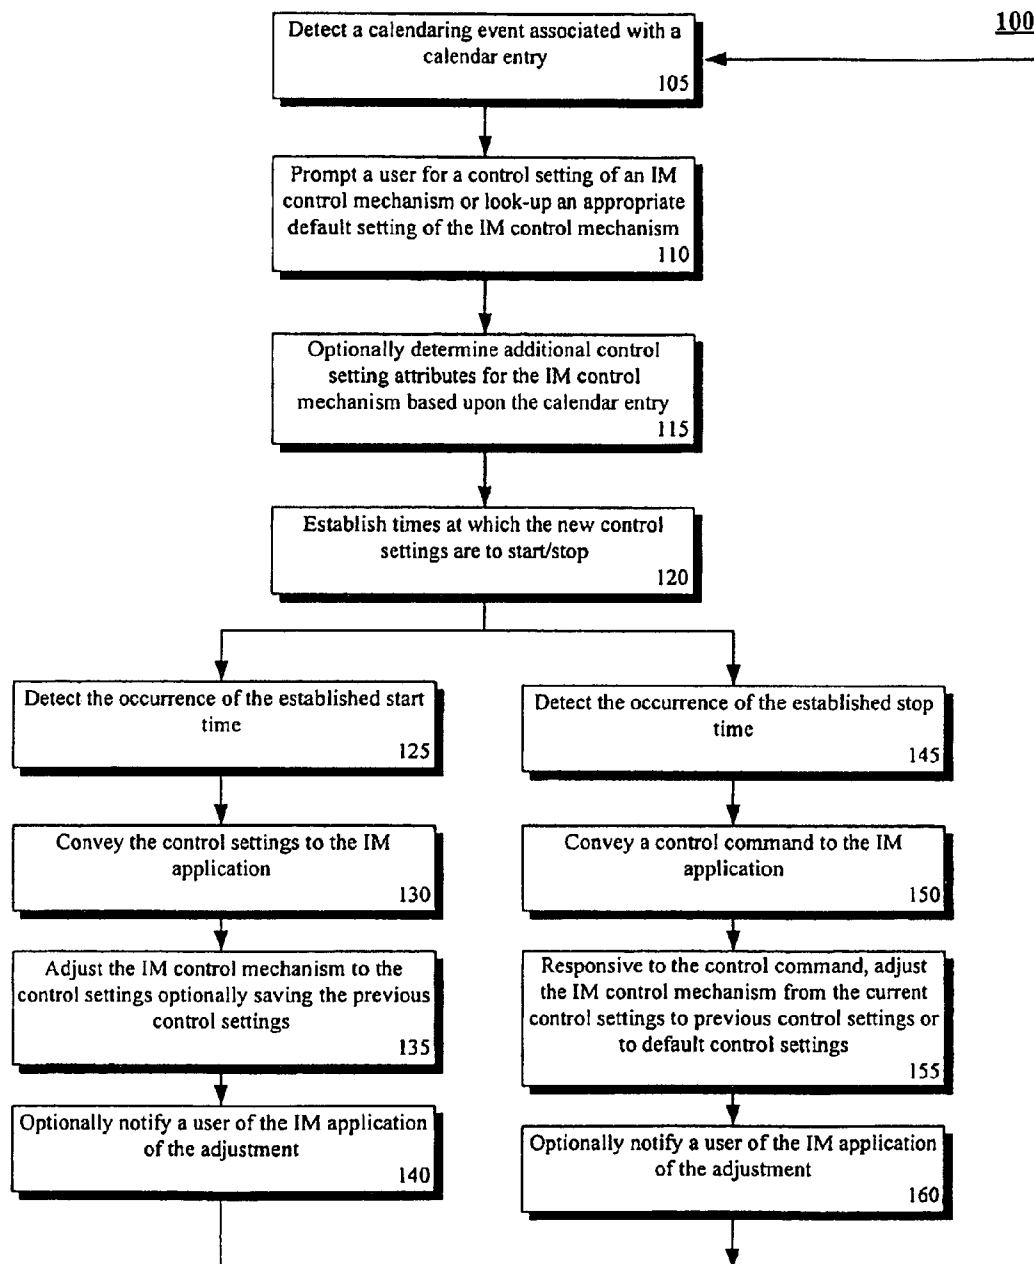 100
Detect a calendaring event associated with a
calendar entry
105
Prompt a user for a control setting of an IM
control mechanism or look-up an appropriate
default setting of the IM control mechanism
110
Optionally determine additional control
setting attributes for the IM control
mechanism based upon the calendar entry
115
Establish times at which the new control
settings are to start/stop
120
Detect the occurrence of the established start
time
125
Convey the control settings to the IM
application
130
Adjust the IM control mechanism to the
control settings optionally saving the previous
control settings
135
Optionally notify a user of the IM application
of the adjustment
140
Detect the occurrence of the established stop
time
145
Convey a control command to the IM
application
150
Responsive to the control command, adjust
the IM control mechanism from the current
control settings to previous control settings or
to default control settings
155
Optionally notify a user of the IM application
of the adjustment
160